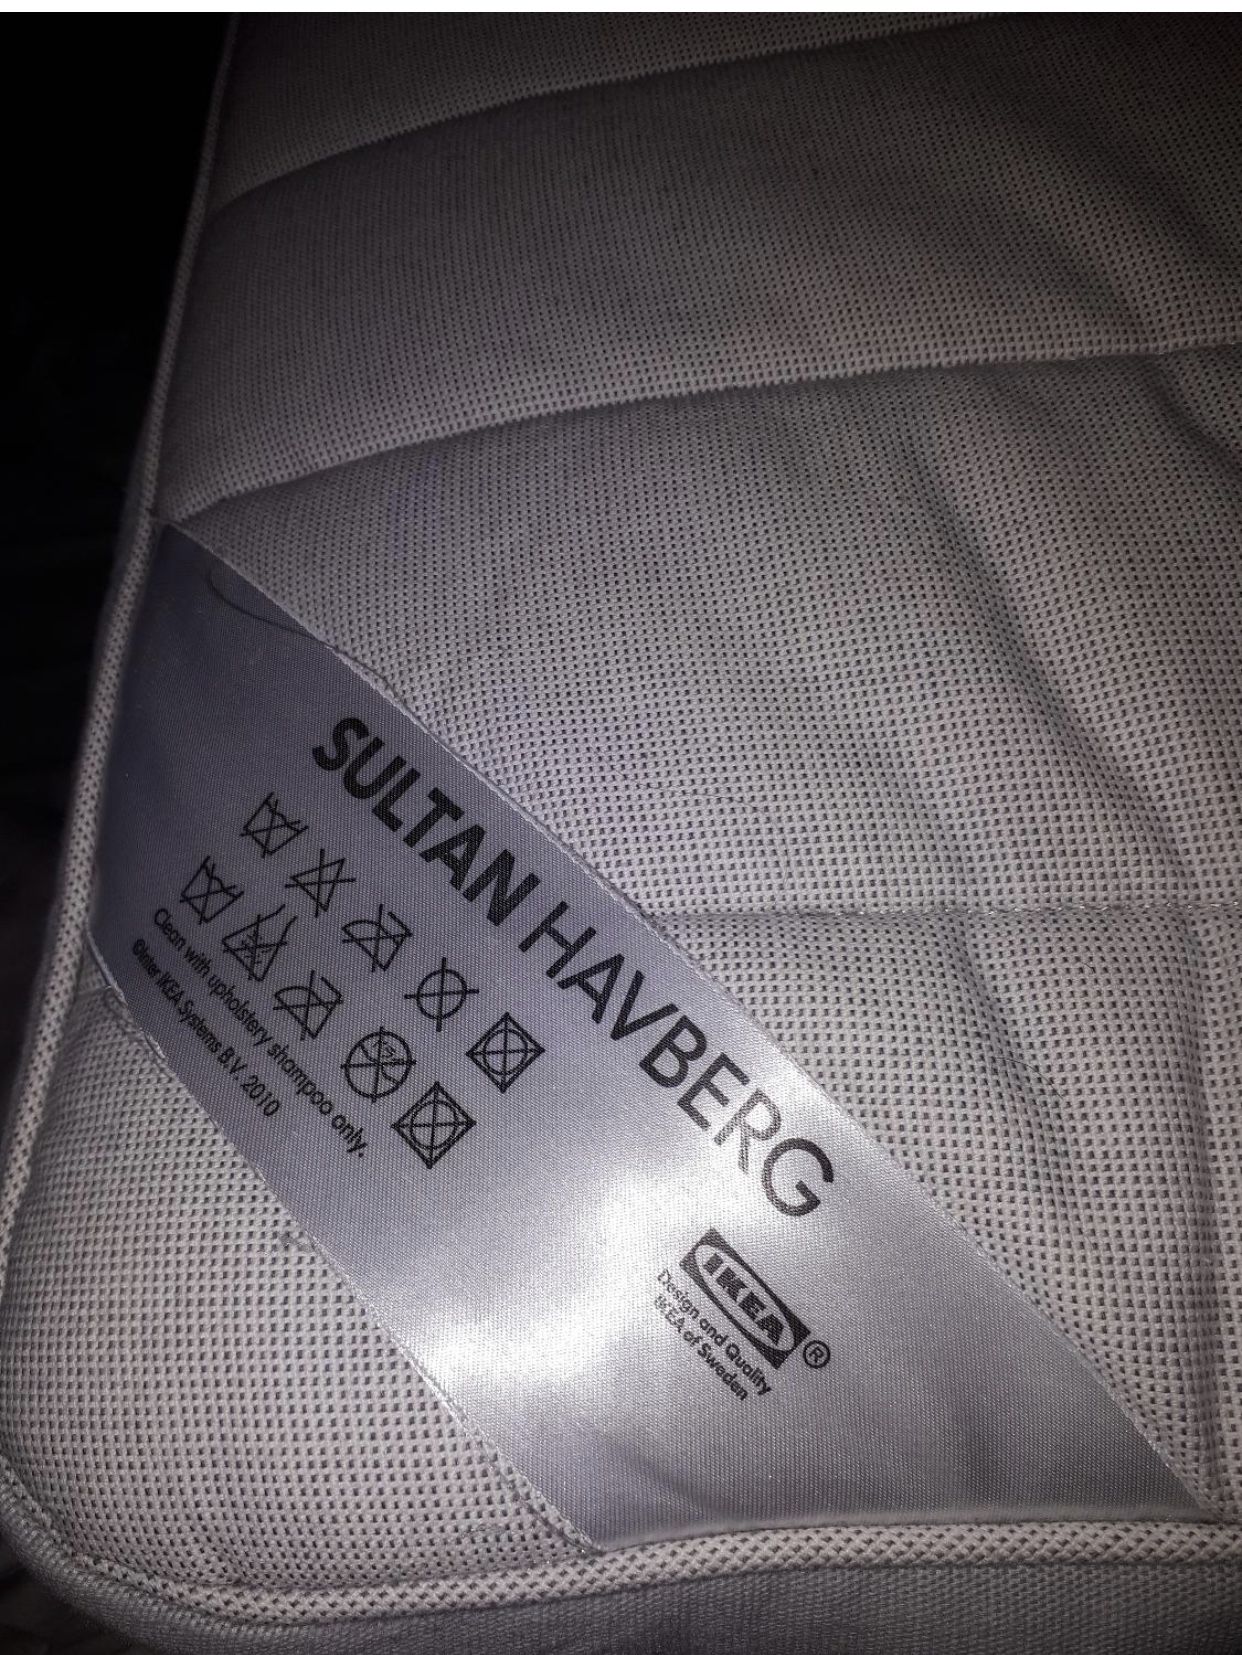 SULTAN HAVBERG
Clean with upholstery shampoo only.
©Inter IKEA Systems B.V. 2010
IKEA®
Design and Quality
IKEA of Sweden